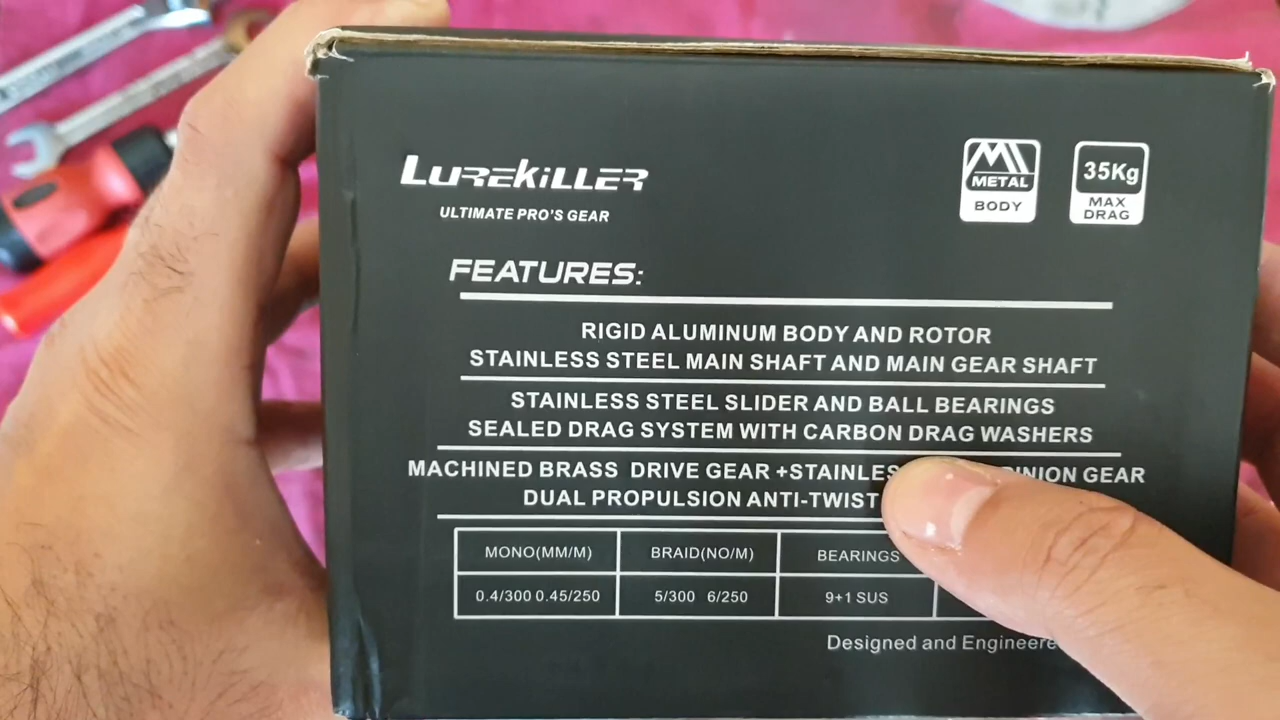 LUREKILLER
ULTIMATE PRO'S GEAR
METAL
BODY
35Kg
MAX
DRAG
FEATURES:
RIGID ALUMINUM BODY AND ROTOR
STAINLESS STEEL MAIN SHAFT AND MAIN GEAR SHAFT
STAINLESS STEEL SLIDER AND BALL BEARINGS
SEALED DRAG SYSTEM WITH CARBON DRAG WASHERS
MACHINED BRASS DRIVE GEAR +STAINLES PINION GEAR
DUAL PROPULSION ANTI-TWIST
MONO(MM/M) BRAID(NO/M) BEARINGS
0.4/300 0.45/250 5/300 6/250 9+1 SUS
Designed and Engineere